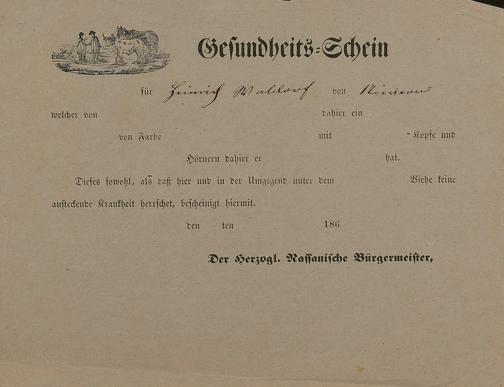 Gesundheits-Schein
für Heinrich Waldorf von
welcher von dahier ein
von Farbe mit Kopfe und
Hörnern dahier er hat.
Dieses sowohl, als daß hier und in der Umgegend unter dem Viehe keine
ansteckende Krankheit herrschet, bescheinigt hiermit.
den ten 186
Der Herzogl. Nassauische Bürgermeister,